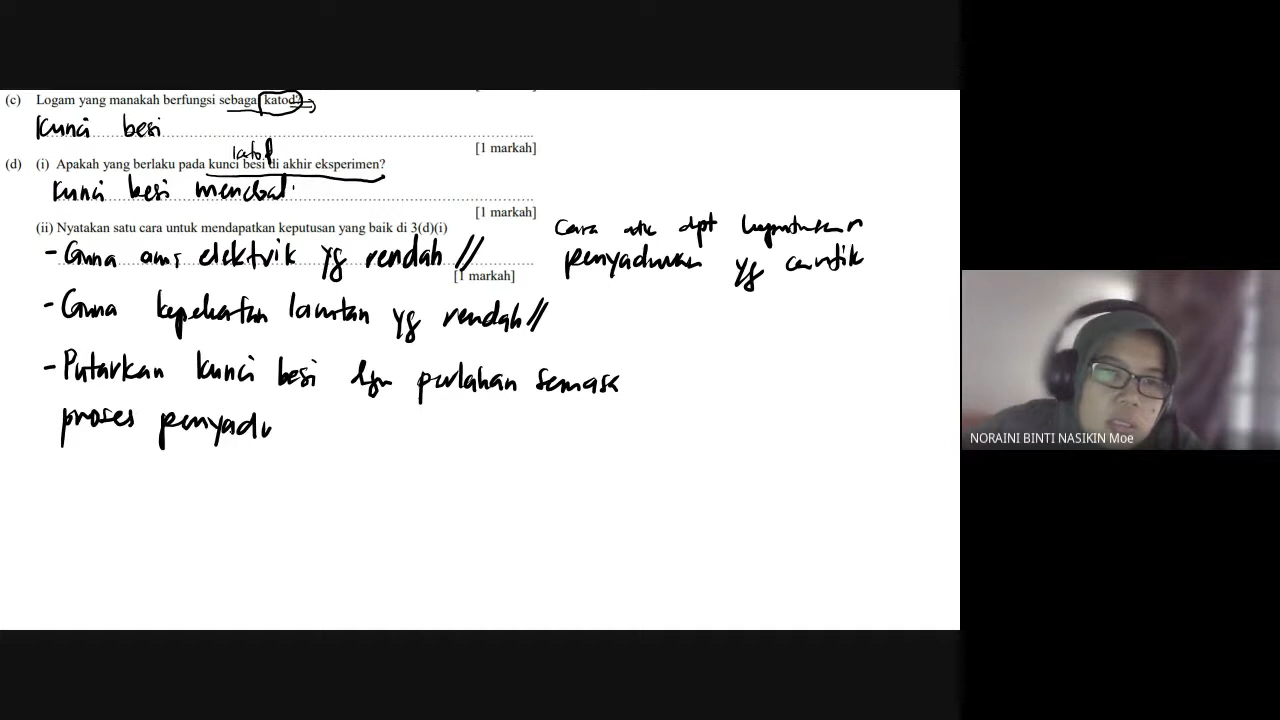 (c) Logam yang manakah berfungsi sebagai katod?
Kunci besi
[1 markah]
katod
(d) (i) Apakah yang berlaku pada kunci besi di akhir eksperimen?
Kunci besi menebal.
[1 markah]
(ii) Nyatakan satu cara untuk mendapatkan keputusan yang baik di 3(d)(i)
- Guna arus elektrik yg rendah //
[1 markah]
- Guna kepekatan larutan yg rendah //
- Putarkan kunci besi dgn perlahan semasa
proses penyadu
Cara utk dpt keputusan
penyaduran yg cantik
NORAINI BINTI NASIKIN Moe